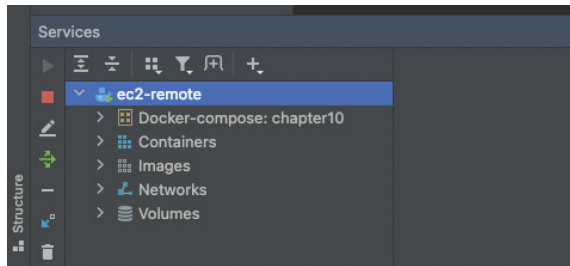 Services
ec2-remote
Docker-compose: chapter10
Containers
Images
Networks
Volumes
Structure